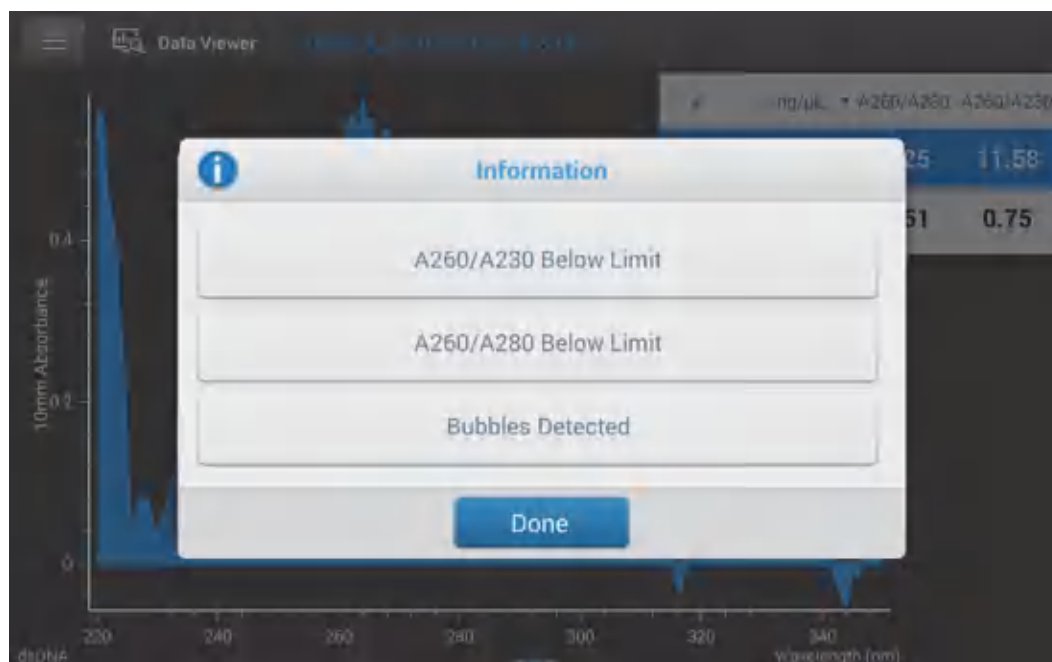 Data Viewer
# ng/µL A260/A280 A260/A230
Information
25 11.58
A260/A230 Below Limit
51 0.75
0.4
A260/A280 Below Limit
10mm Absorbance
0.2
Bubbles Detected
Done
0
220 240 260 280 300 320 340
dsDNA Wavelength (nm)